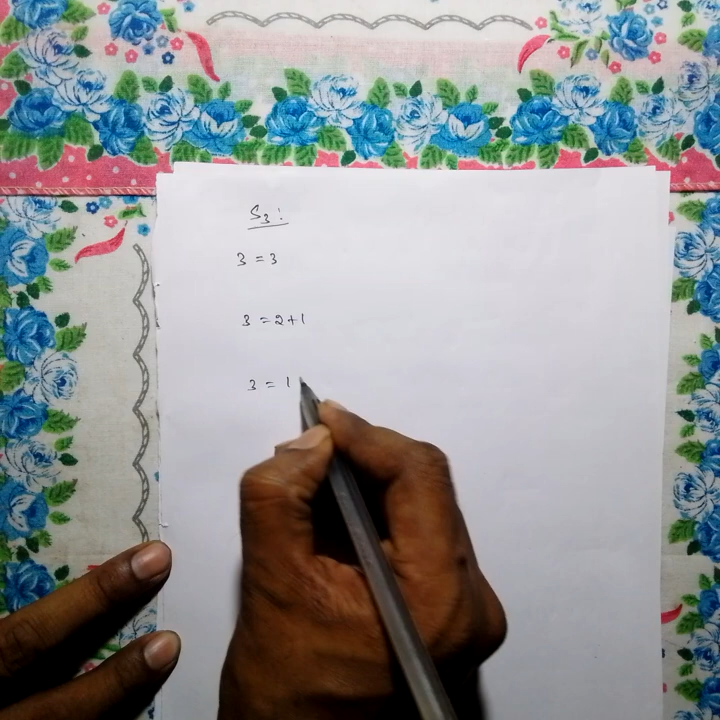 S₃:
3 = 3
3 = 2+1
3 = 1